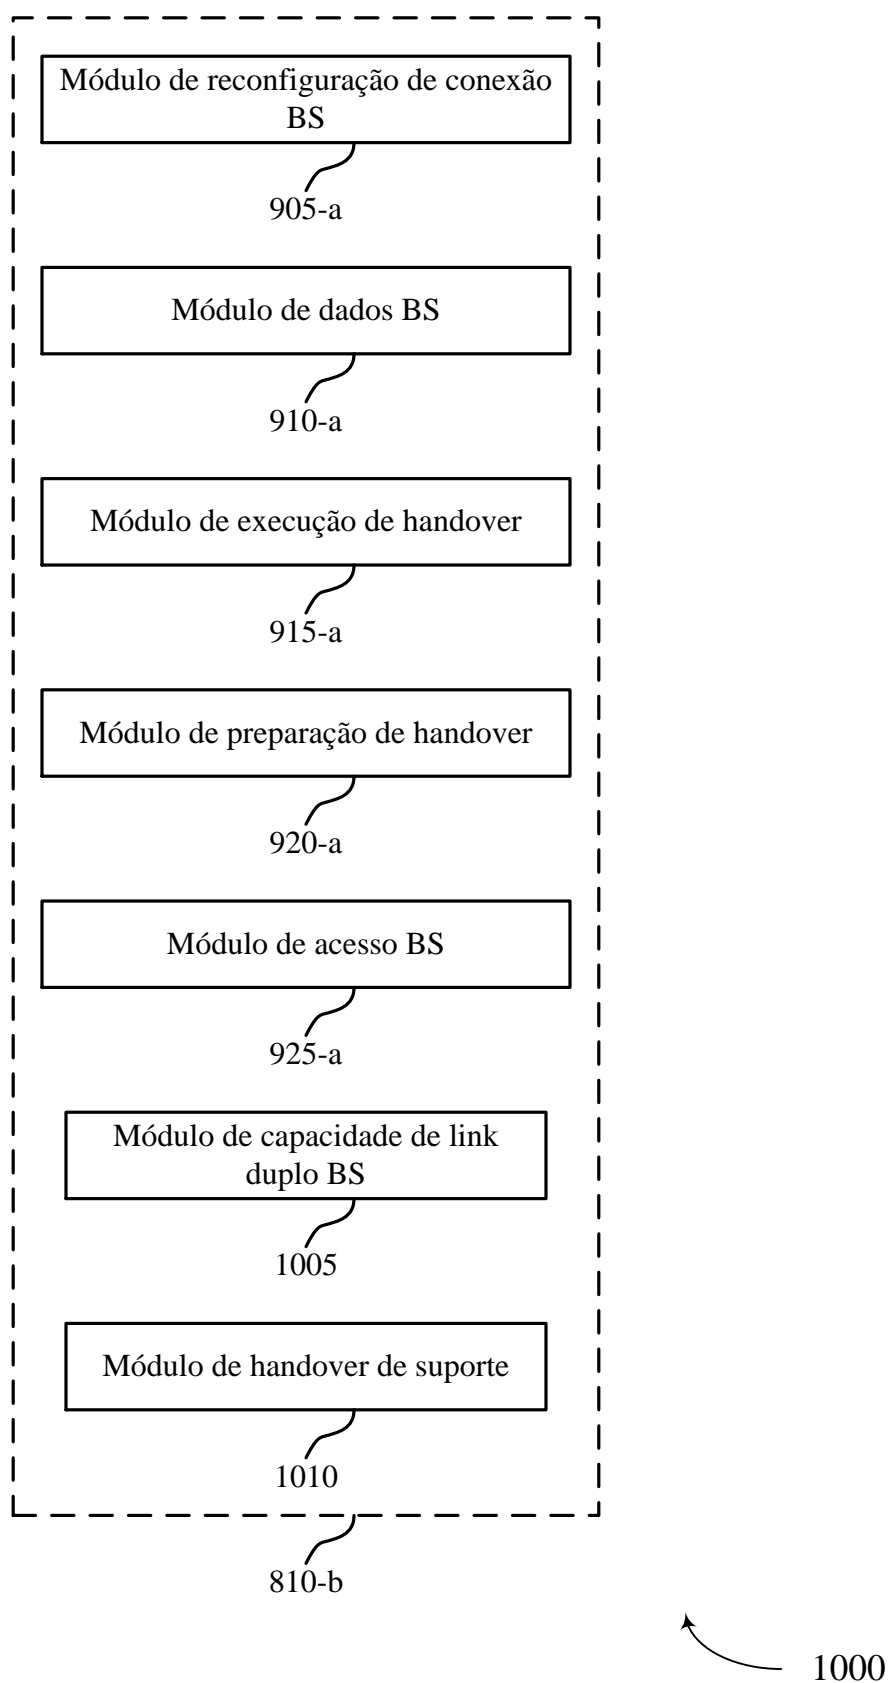 Módulo de reconfiguração de conexão
BS
905-a
Módulo de dados BS
910-a
Módulo de execução de handover
915-a
Módulo de preparação de handover
920-a
Módulo de acesso BS
925-a
Módulo de capacidade de link
duplo BS
1005
Módulo de handover de suporte
1010
810-b
1000